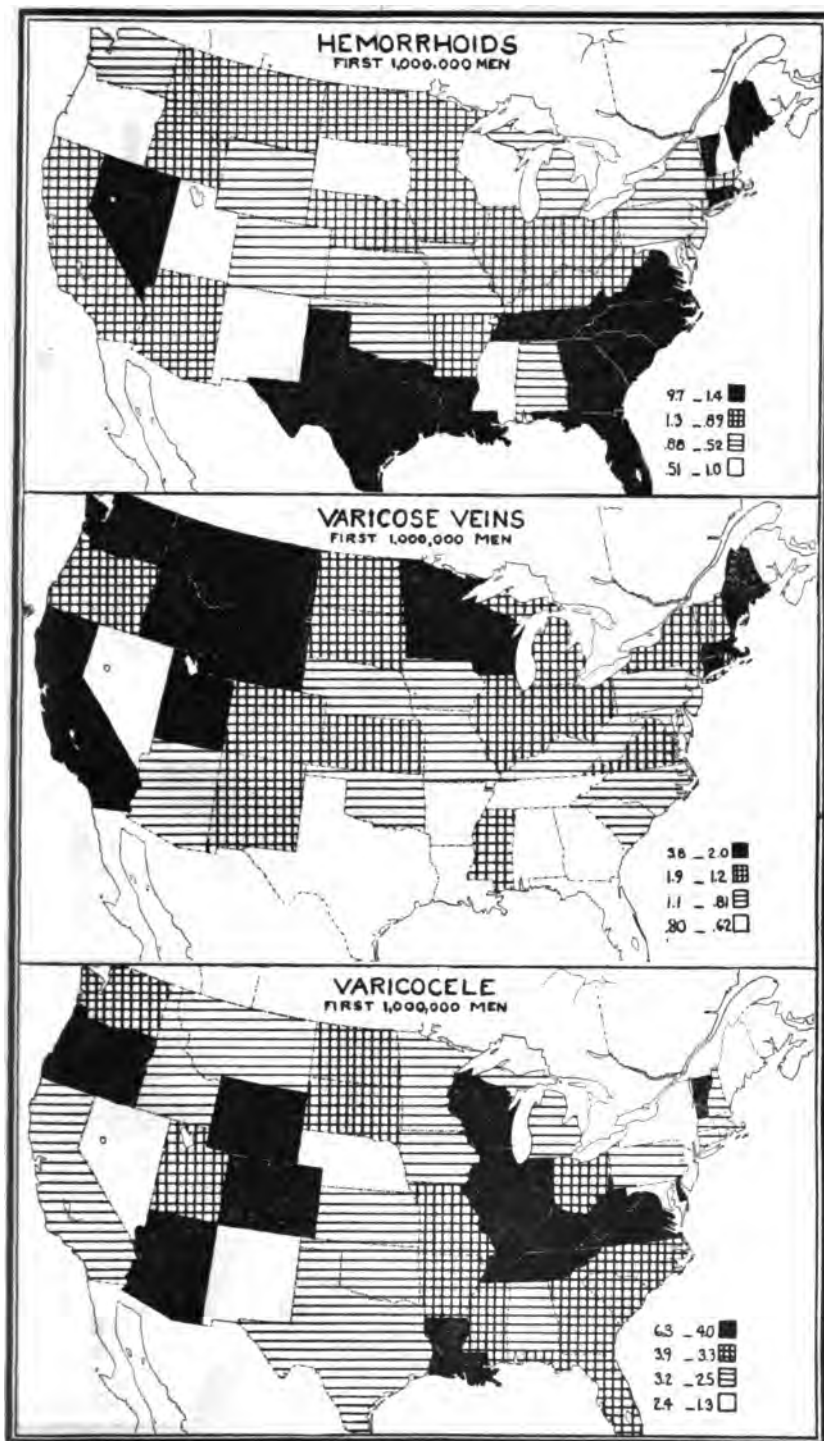 HEMORRHOIDS
FIRST 1,000,000 MEN
9.7 _ 1.4
1.3 _ .89
.88 _ .52
.51 _ 1.0
VARICOSE VEINS
FIRST 1,000,000 MEN
3.8 _ 2.0
1.9 _ 1.2
1.1 _ .81
.80 _ .62
VARICOCELE
FIRST 1,000,000 MEN
6.3 _ 4.0
3.9 _ 3.3
3.2 _ 2.5
2.4 _ 1.3